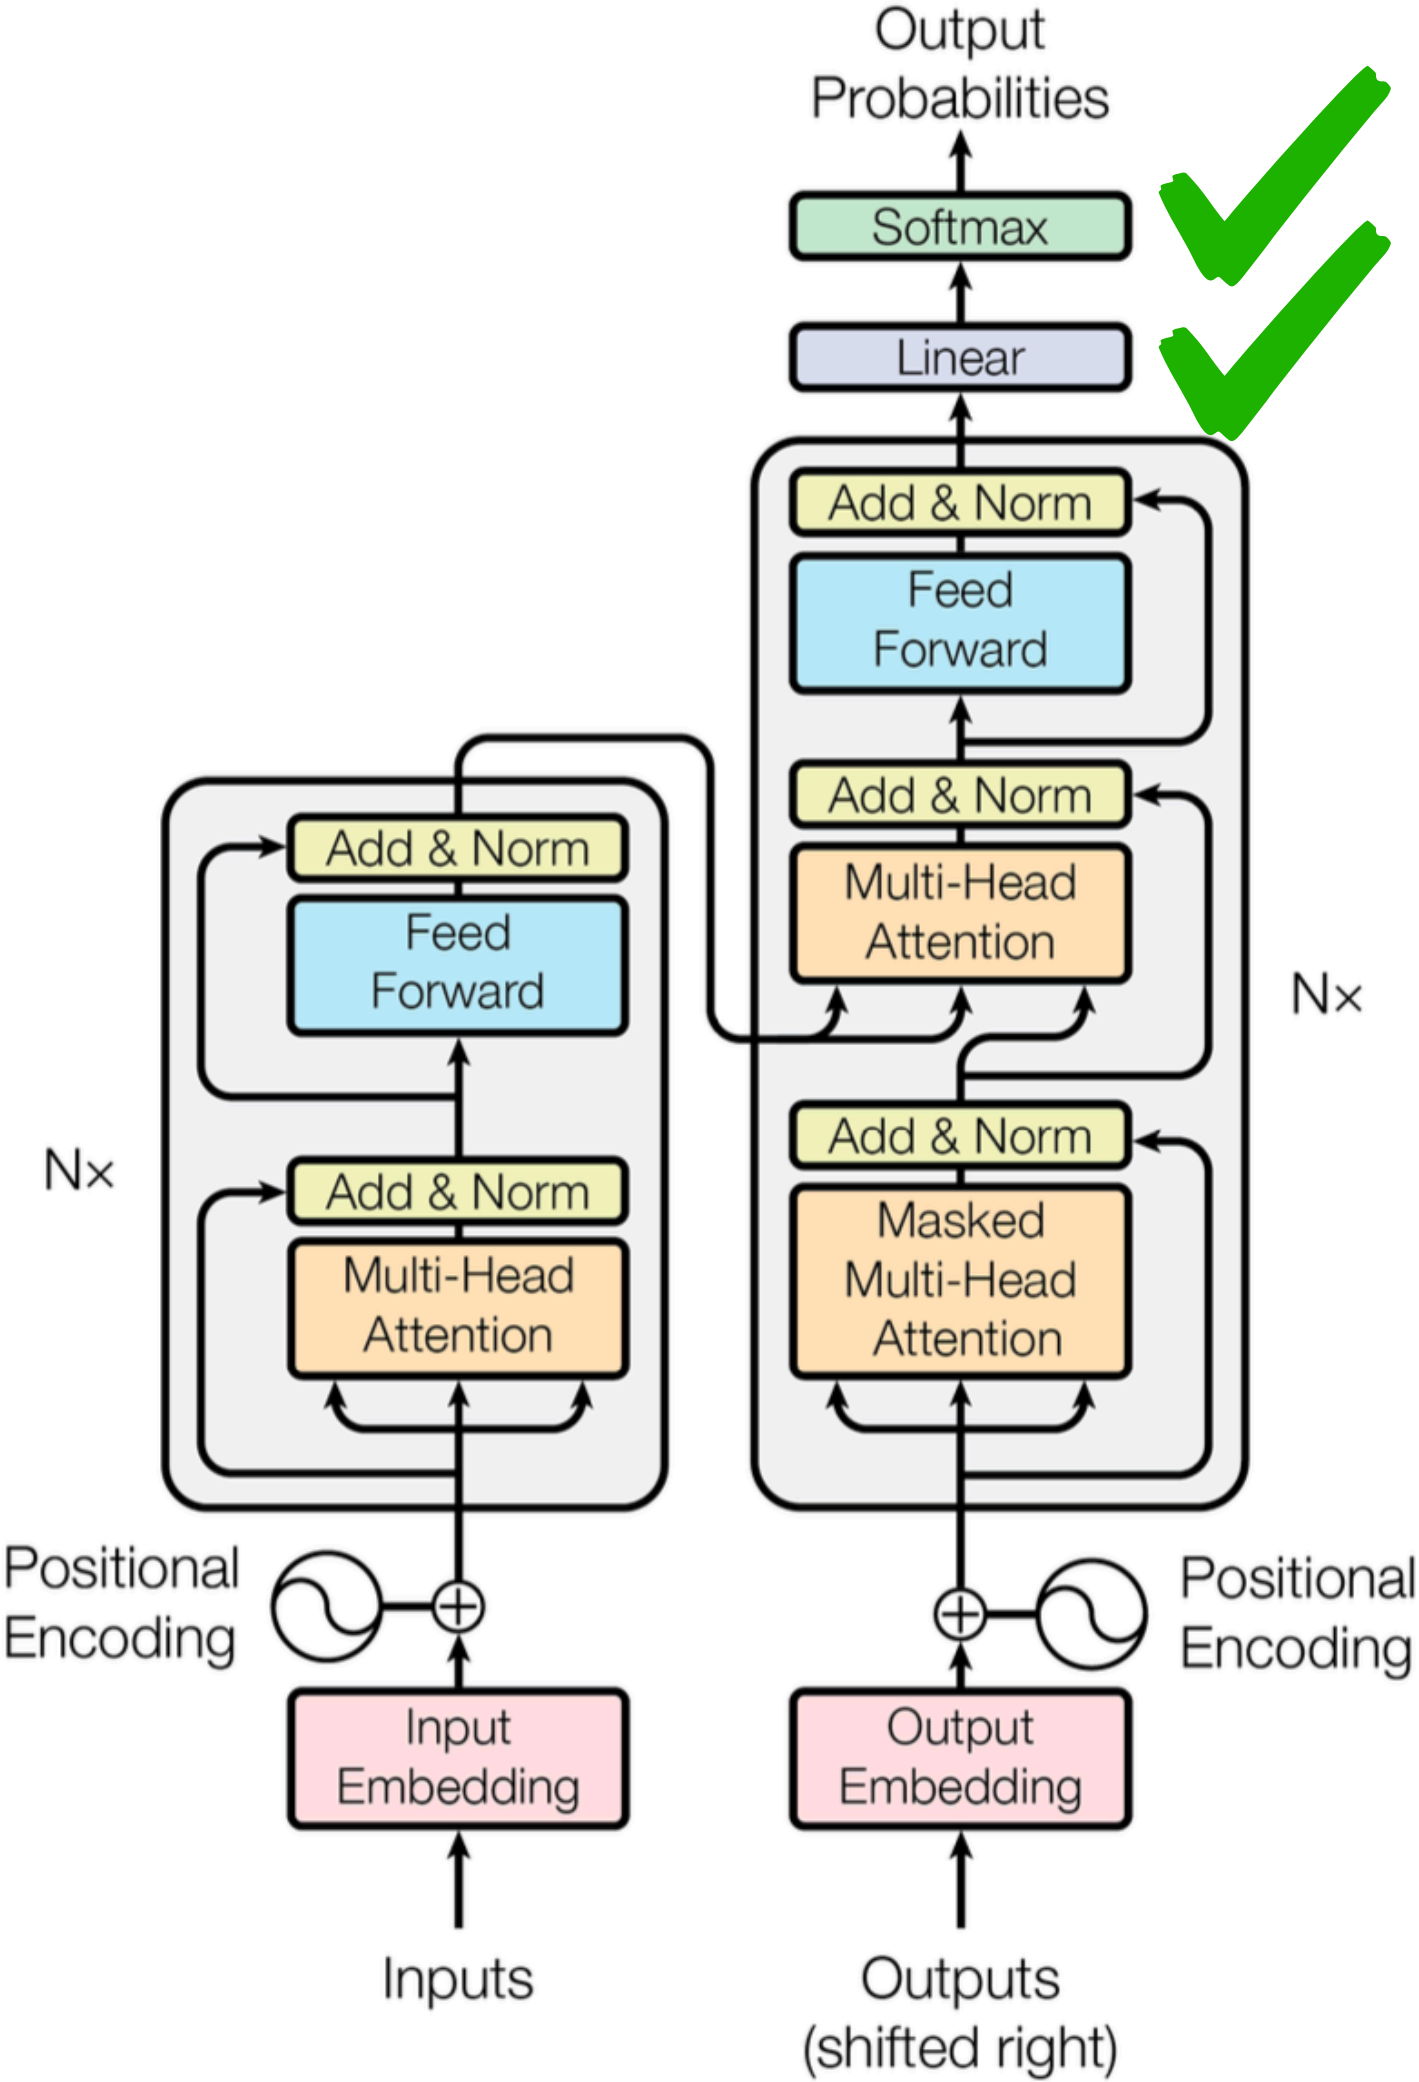 Output
Probabilities
Softmax
Linear
Add & Norm
Feed
Forward
Add & Norm
Multi-Head
Attention
Add & Norm
Masked
Multi-Head
Attention
Nx
Add & Norm
Feed
Forward
Add & Norm
Multi-Head
Attention
N×
Positional
Encoding
Positional
Encoding
Input
Embedding
Output
Embedding
Inputs
Outputs
(shifted right)